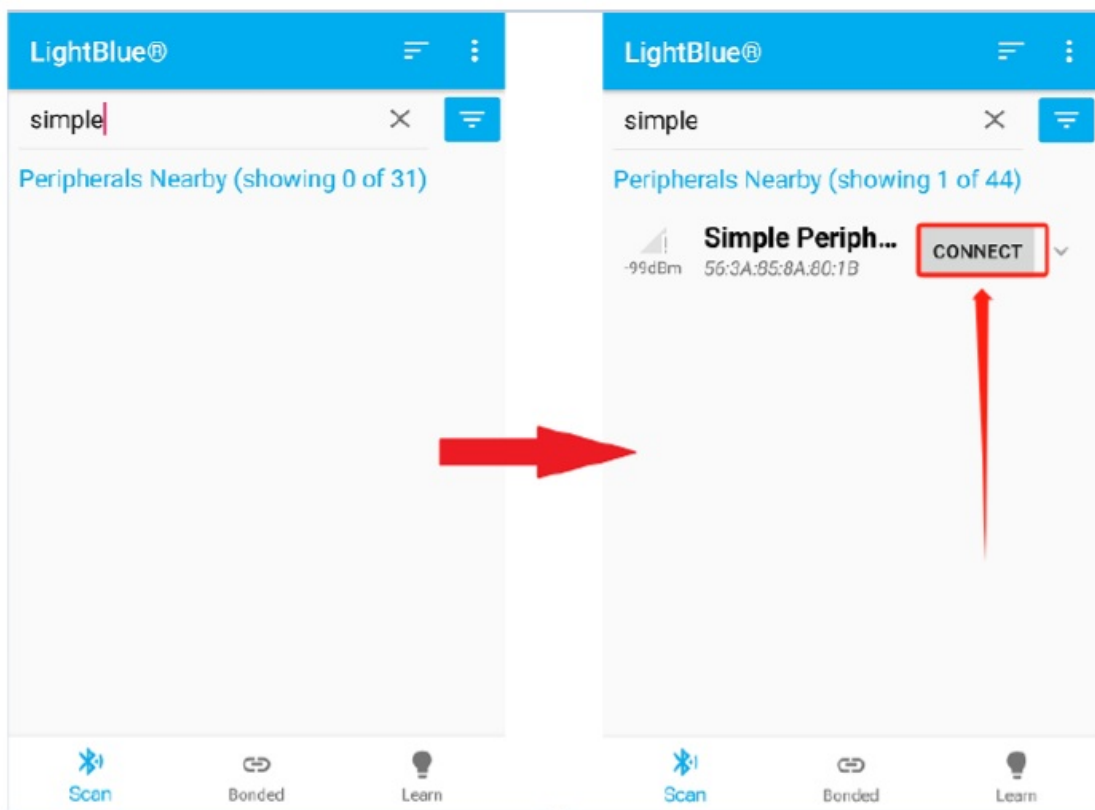 LightBlue®
simple
Peripherals Nearby (showing 0 of 31)
Scan
Bonded
Learn
LightBlue®
simple
Peripherals Nearby (showing 1 of 44)
Simple Periph...
CONNECT
-99dBm
56:3A:85:8A:80:1B
Scan
Bonded
Learn